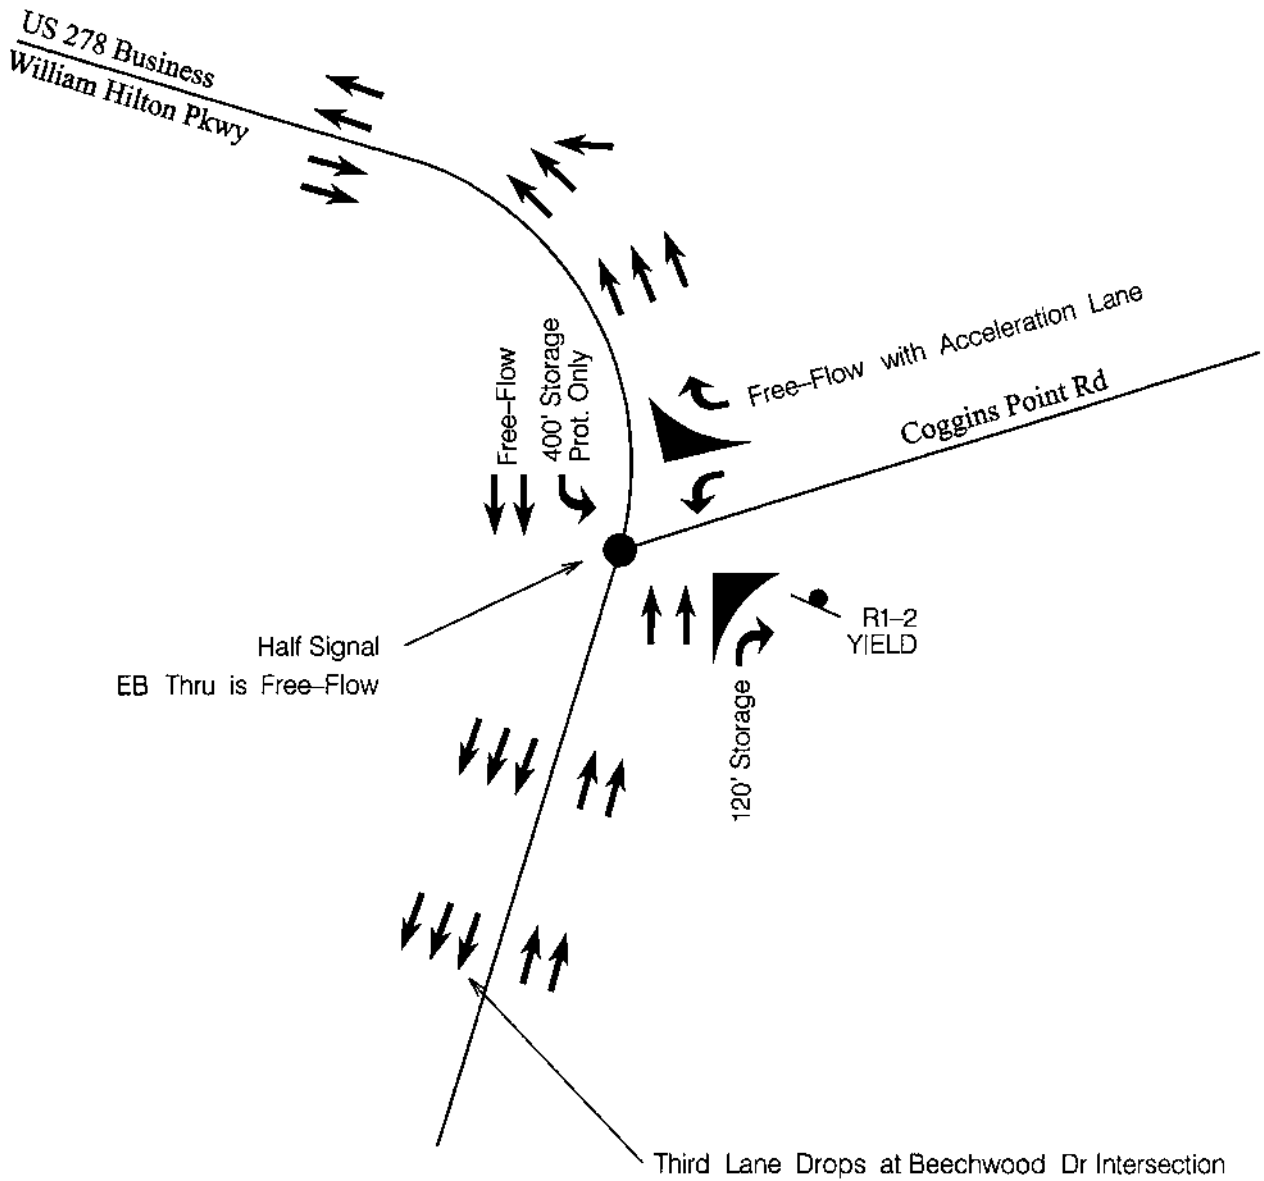 US 278 Business
William Hilton Pkwy
Free-Flow
400' Storage
Prot. Only
Free-Flow with Acceleration Lane
Coggins Point Rd
Half Signal
EB Thru is Free-Flow
R1-2
YIELD
120' Storage
Third Lane Drops at Beechwood Dr Intersection